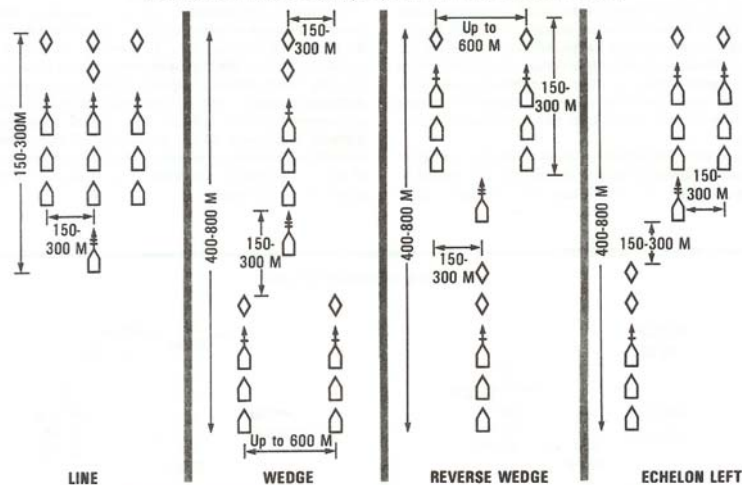 150-300M
150-
300 M
LINE
150-
300 M
400-800 M
150-
300 M
Up to 600 M
WEDGE
Up to
600 M
150-
300 M
400-800 M
150-
300 M
REVERSE WEDGE
400-800 M
150-
300 M
150-300 M
ECHELON LEFT